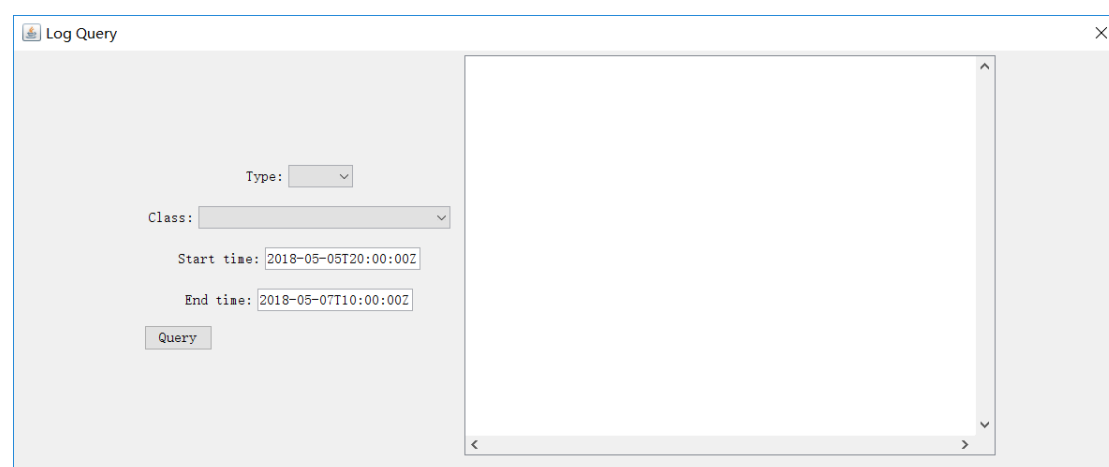 Log Query
Type:
Class:
Start time: 2018-05-05T20:00:00Z
End time: 2018-05-07T10:00:00Z
Query